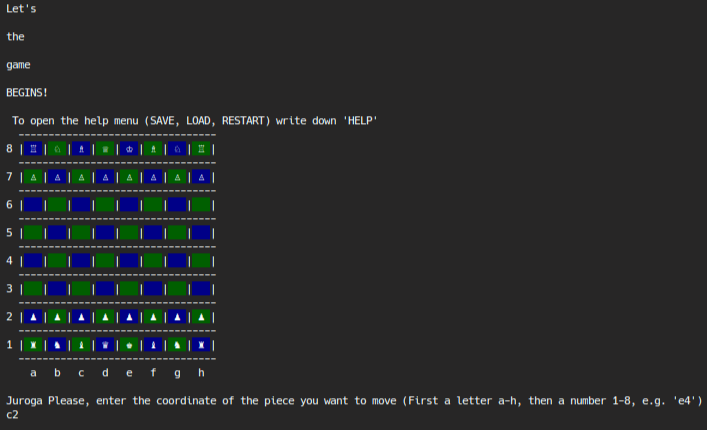 Let's
the
game
BEGINS!
To open the help menu (SAVE, LOAD, RESTART) write down 'HELP'
---------------------------------
8 |♖|♘|♗|♕|♔|♗|♘|♖|
---------------------------------
7 |♙|♙|♙|♙|♙|♙|♙|♙|
---------------------------------
6 | | | | | | | | |
---------------------------------
5 | | | | | | | | |
---------------------------------
4 | | | | | | | | |
---------------------------------
3 | | | | | | | | |
---------------------------------
2 |♟|♟|♟|♟|♟|♟|♟|♟|
---------------------------------
1 |♜|♞|♝|♛|♚|♝|♞|♜|
---------------------------------
a b c d e f g h
Juroga Please, enter the coordinate of the piece you want to move (First a letter a-h, then a number 1-8, e.g. 'e4')
c2